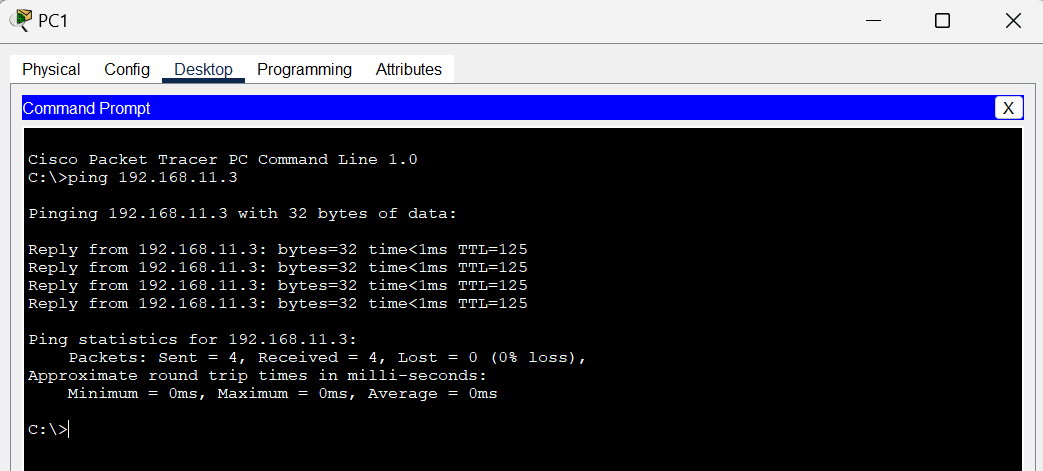 PC1
Physical Config Desktop Programming Attributes
Command Prompt X
Cisco Packet Tracer PC Command Line 1.0
C:\>ping 192.168.11.3
Pinging 192.168.11.3 with 32 bytes of data:
Reply from 192.168.11.3: bytes=32 time<1ms TTL=125
Reply from 192.168.11.3: bytes=32 time<1ms TTL=125
Reply from 192.168.11.3: bytes=32 time<1ms TTL=125
Reply from 192.168.11.3: bytes=32 time<1ms TTL=125
Ping statistics for 192.168.11.3:
Packets: Sent = 4, Received = 4, Lost = 0 (0% loss),
Approximate round trip times in milli-seconds:
Minimum = 0ms, Maximum = 0ms, Average = 0ms
C:\>